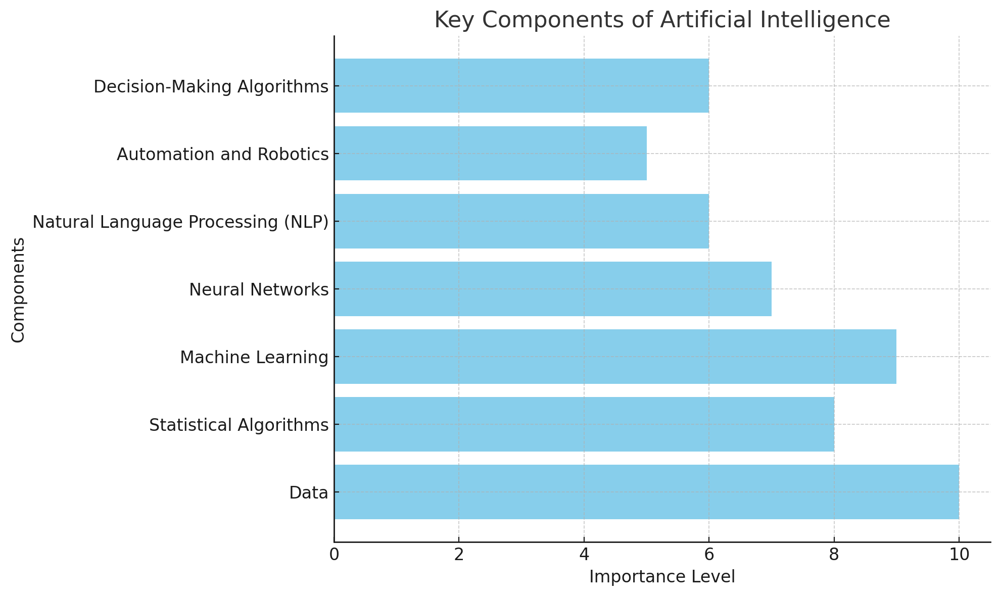 Key Components of Artificial Intelligence
Decision-Making Algorithms
Automation and Robotics
Natural Language Processing (NLP)
Neural Networks
Machine Learning
Statistical Algorithms
Data
Components
0 2 4 6 8 10
Importance Level